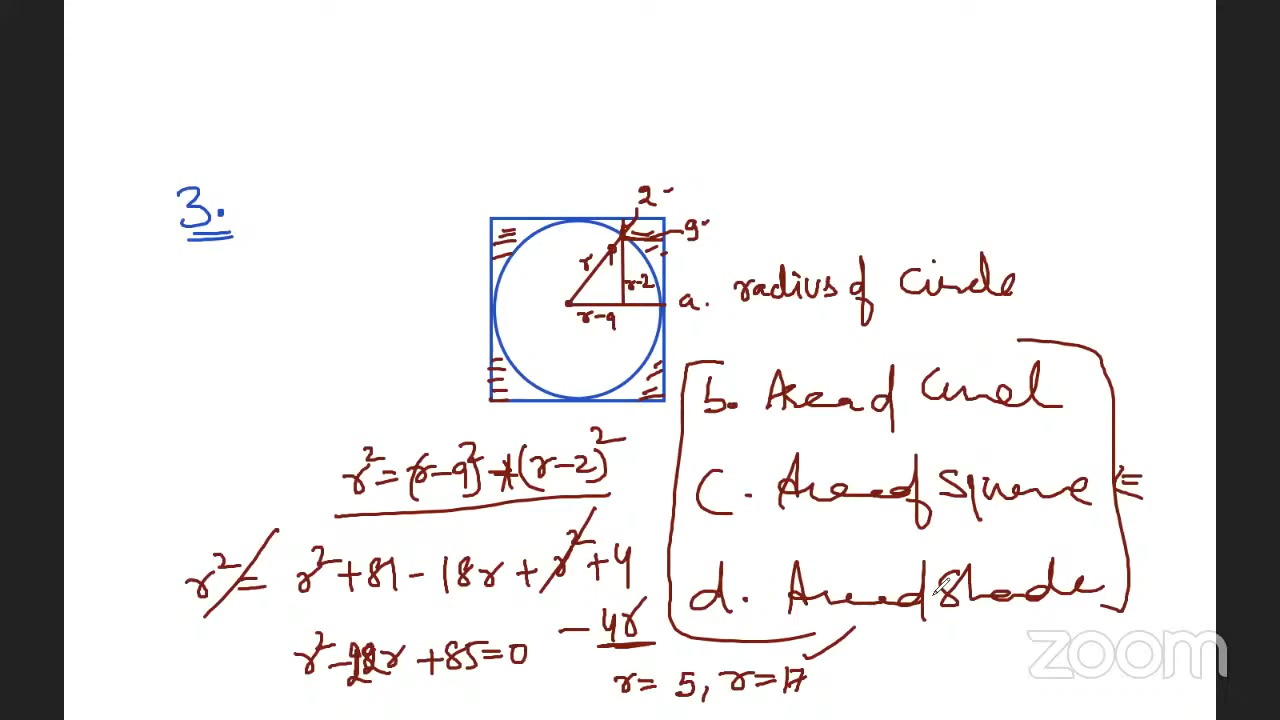 3.
2
9
r
r-2
r-9
a. radius of Circle
b. Area of Circel
c. Area of Square =
d. Area of Shade
r² = (r-9)² + (r-2)²
r² = r² + 81 - 18r + r² + 4
- 4r
r² - 22r + 85 = 0
r = 5, r = 17
zoom